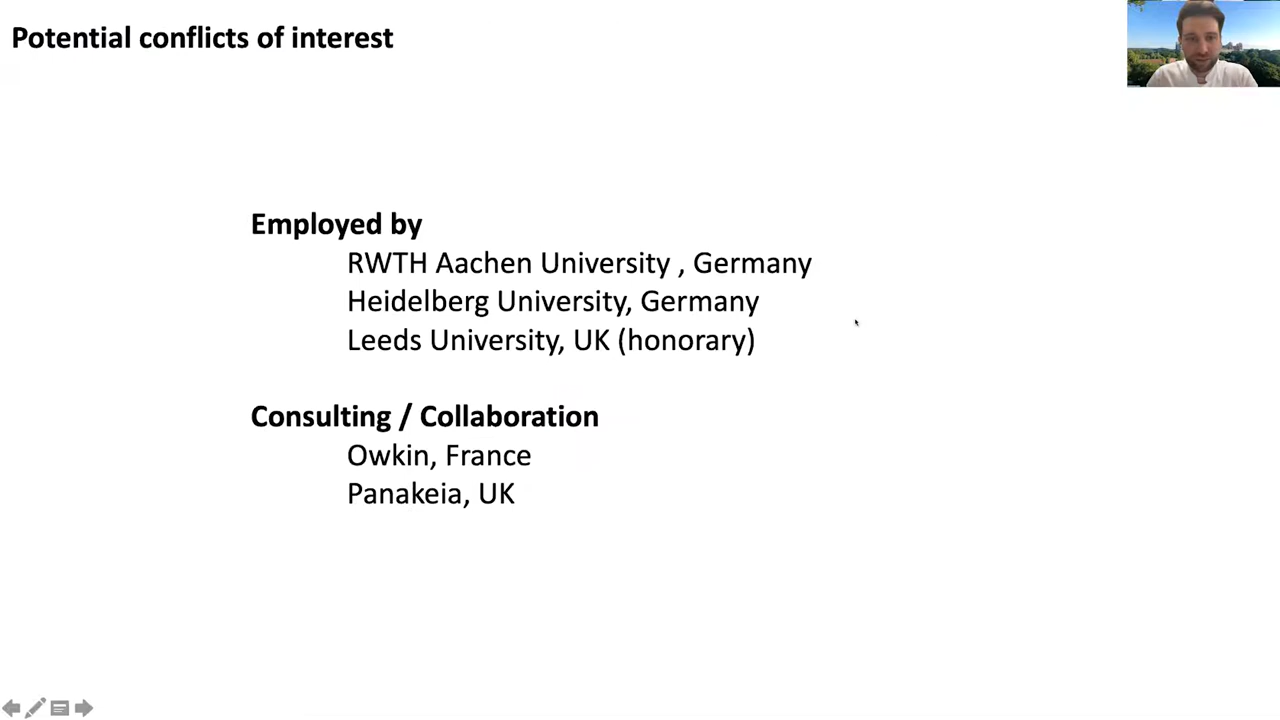 Potential conflicts of interest
Employed by
RWTH Aachen University , Germany
Heidelberg University, Germany
Leeds University, UK (honorary)
Consulting / Collaboration
Owkin, France
Panakeia, UK